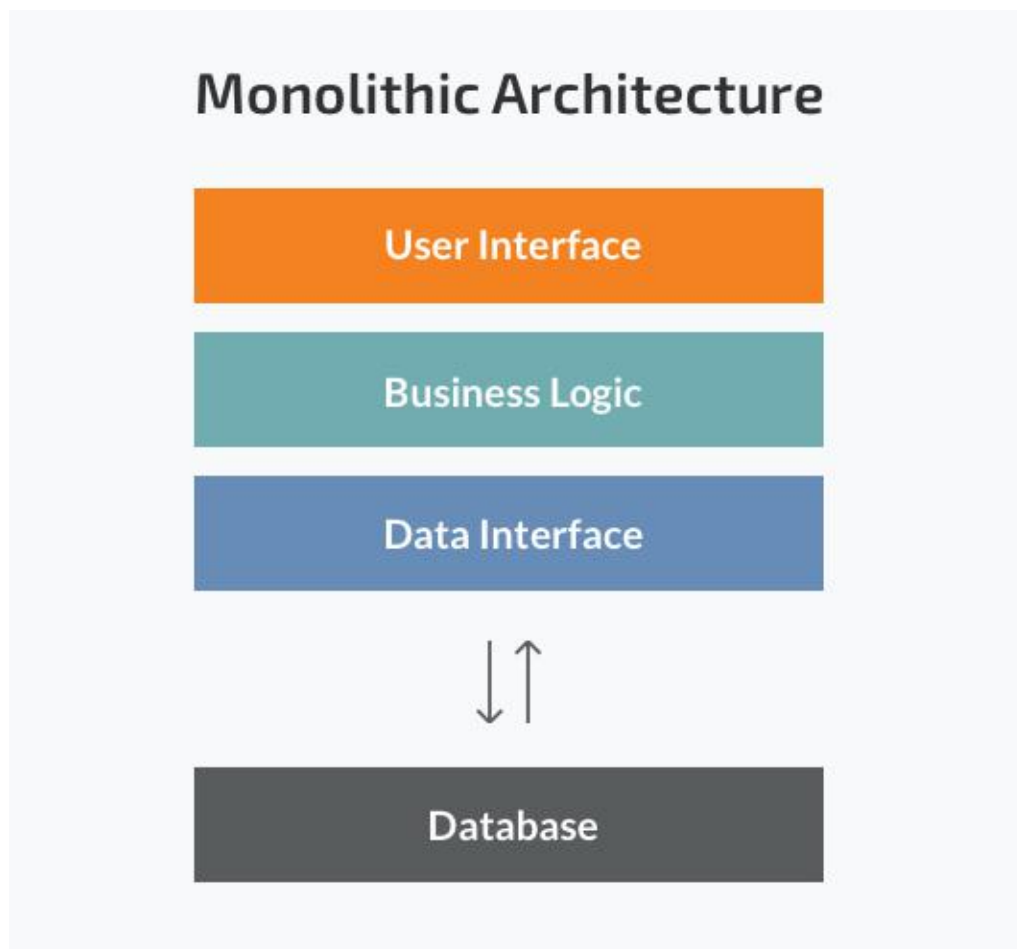 Monolithic Architecture
User Interface
Business Logic
Data Interface
Database